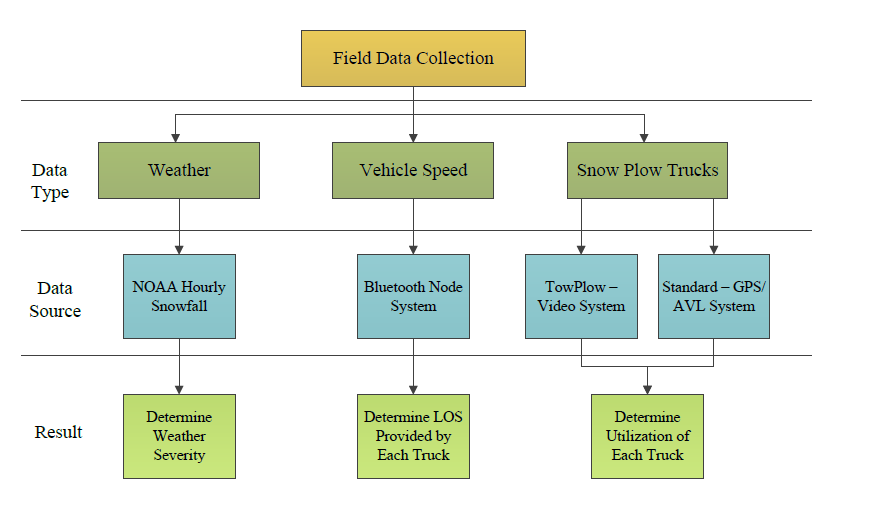 Field Data Collection
Data
Type
Weather
Vehicle Speed
Snow Plow Trucks
Data
Source
NOAA Hourly
Snowfall
Bluetooth Node
System
TowPlow –
Video System
Standard – GPS/
AVL System
Result
Determine
Weather
Severity
Determine LOS
Provided by
Each Truck
Determine
Utilization of
Each Truck